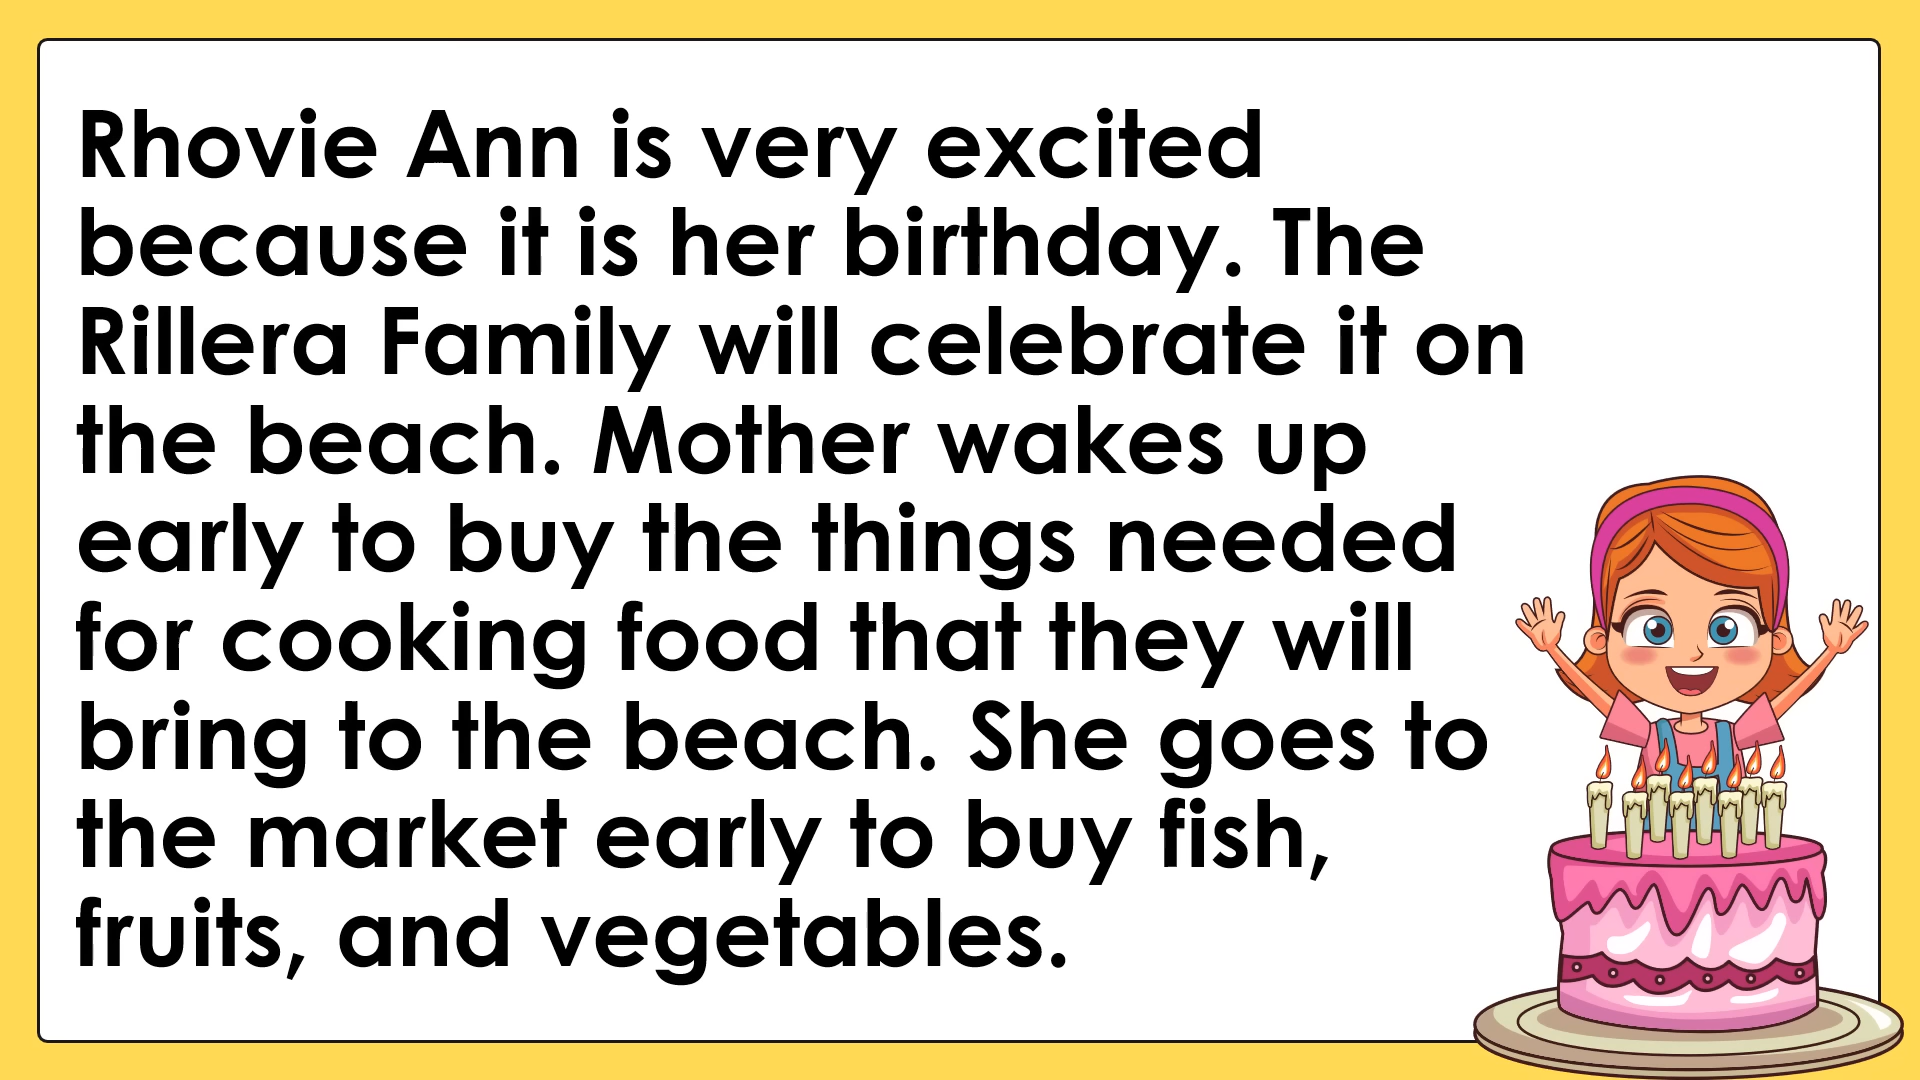 Rhovie Ann is very excited
because it is her birthday. The
Rillera Family will celebrate it on
the beach. Mother wakes up
early to buy the things needed
for cooking food that they will
bring to the beach. She goes to
the market early to buy fish,
fruits, and vegetables.